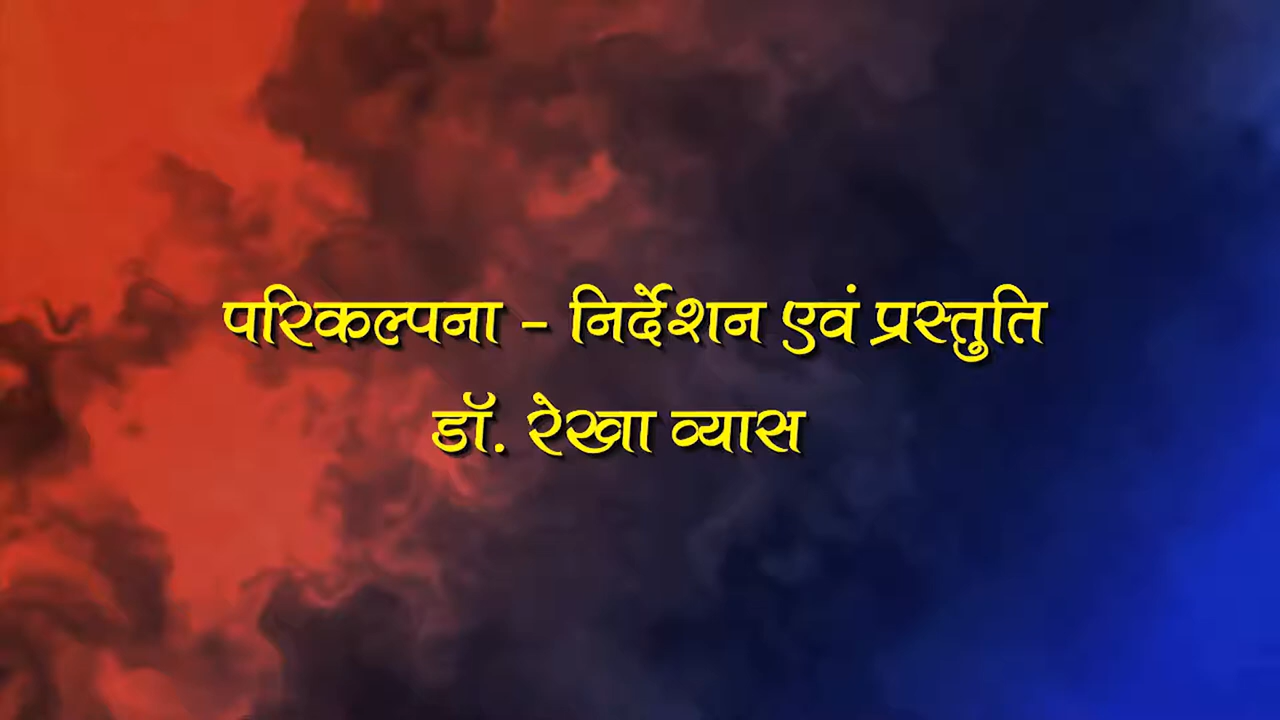 परिकल्पना - निर्देशन एवं प्रस्तुति
डॉ. रेखा व्यास